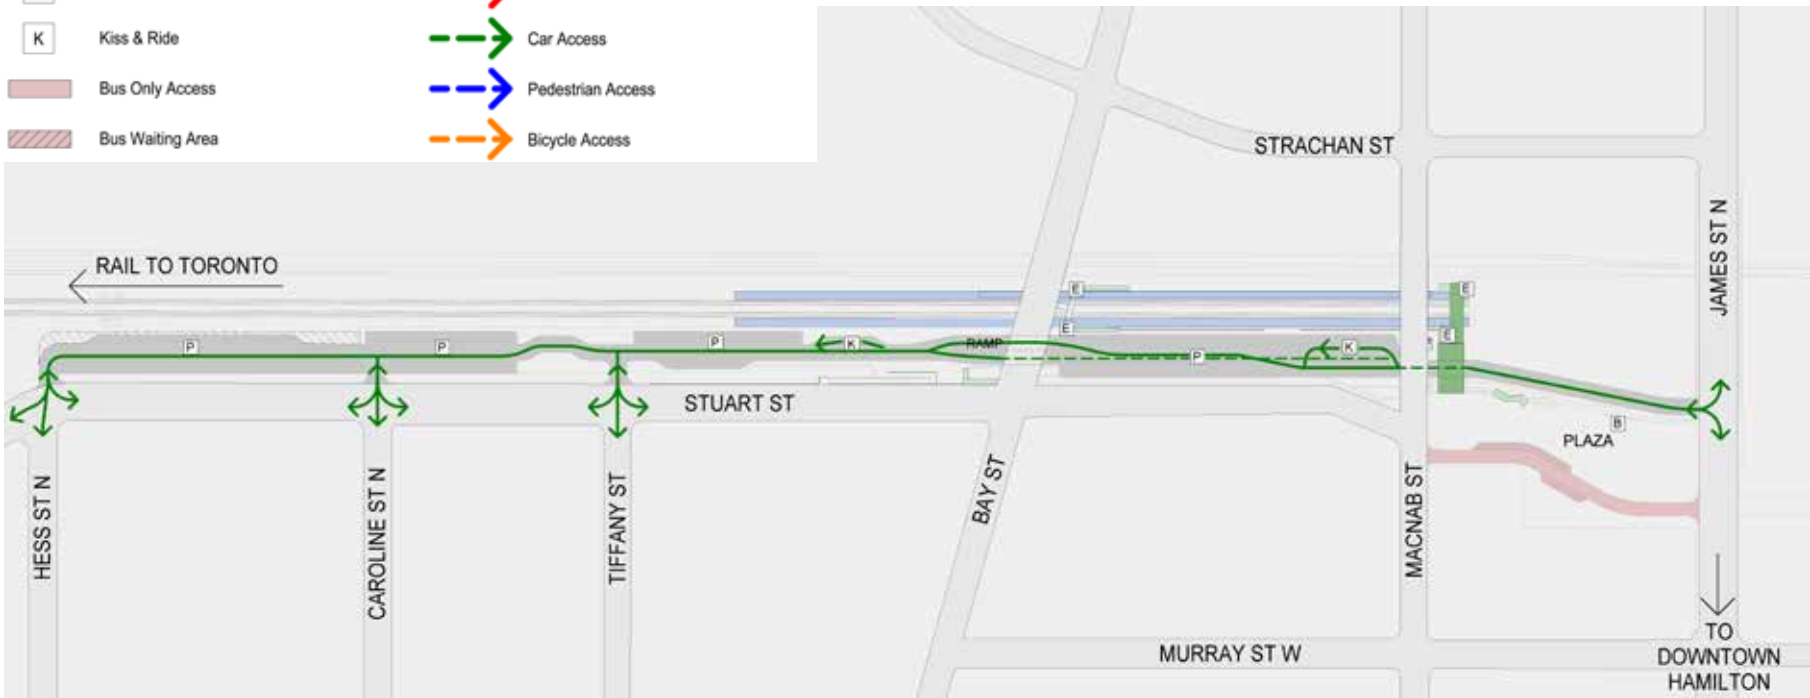 K Kiss & Ride
Car Access
Bus Only Access
Pedestrian Access
Bus Waiting Area
Bicycle Access
STRACHAN ST
JAMES ST N
RAIL TO TORONTO
E
E
E
E
P
P
P
K
RAMP
P
K
STUART ST
B
PLAZA
HESS ST N
CAROLINE ST N
TIFFANY ST
BAY ST
MACNAB ST
MURRAY ST W
TO
DOWNTOWN
HAMILTON